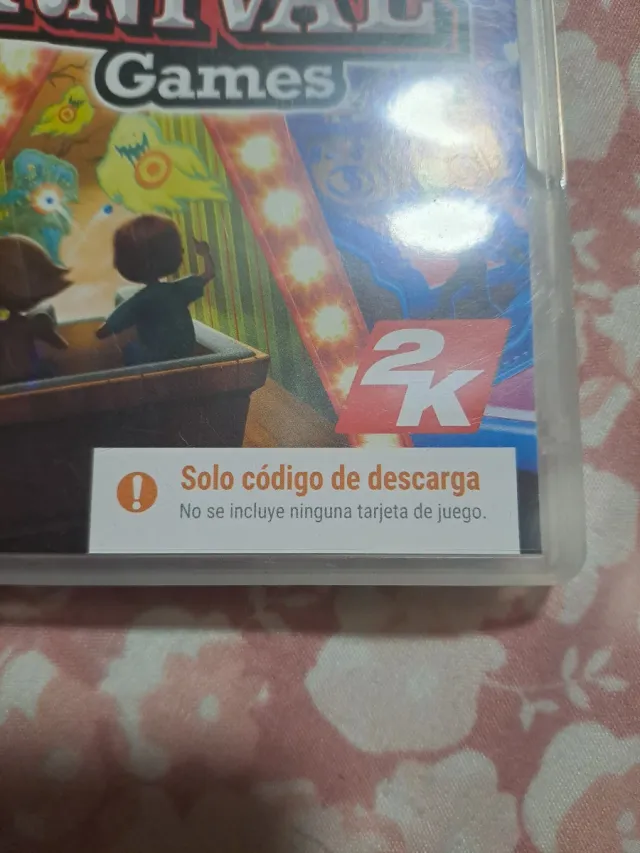 Games
2K
Solo código de descarga
No se incluye ninguna tarjeta de juego.